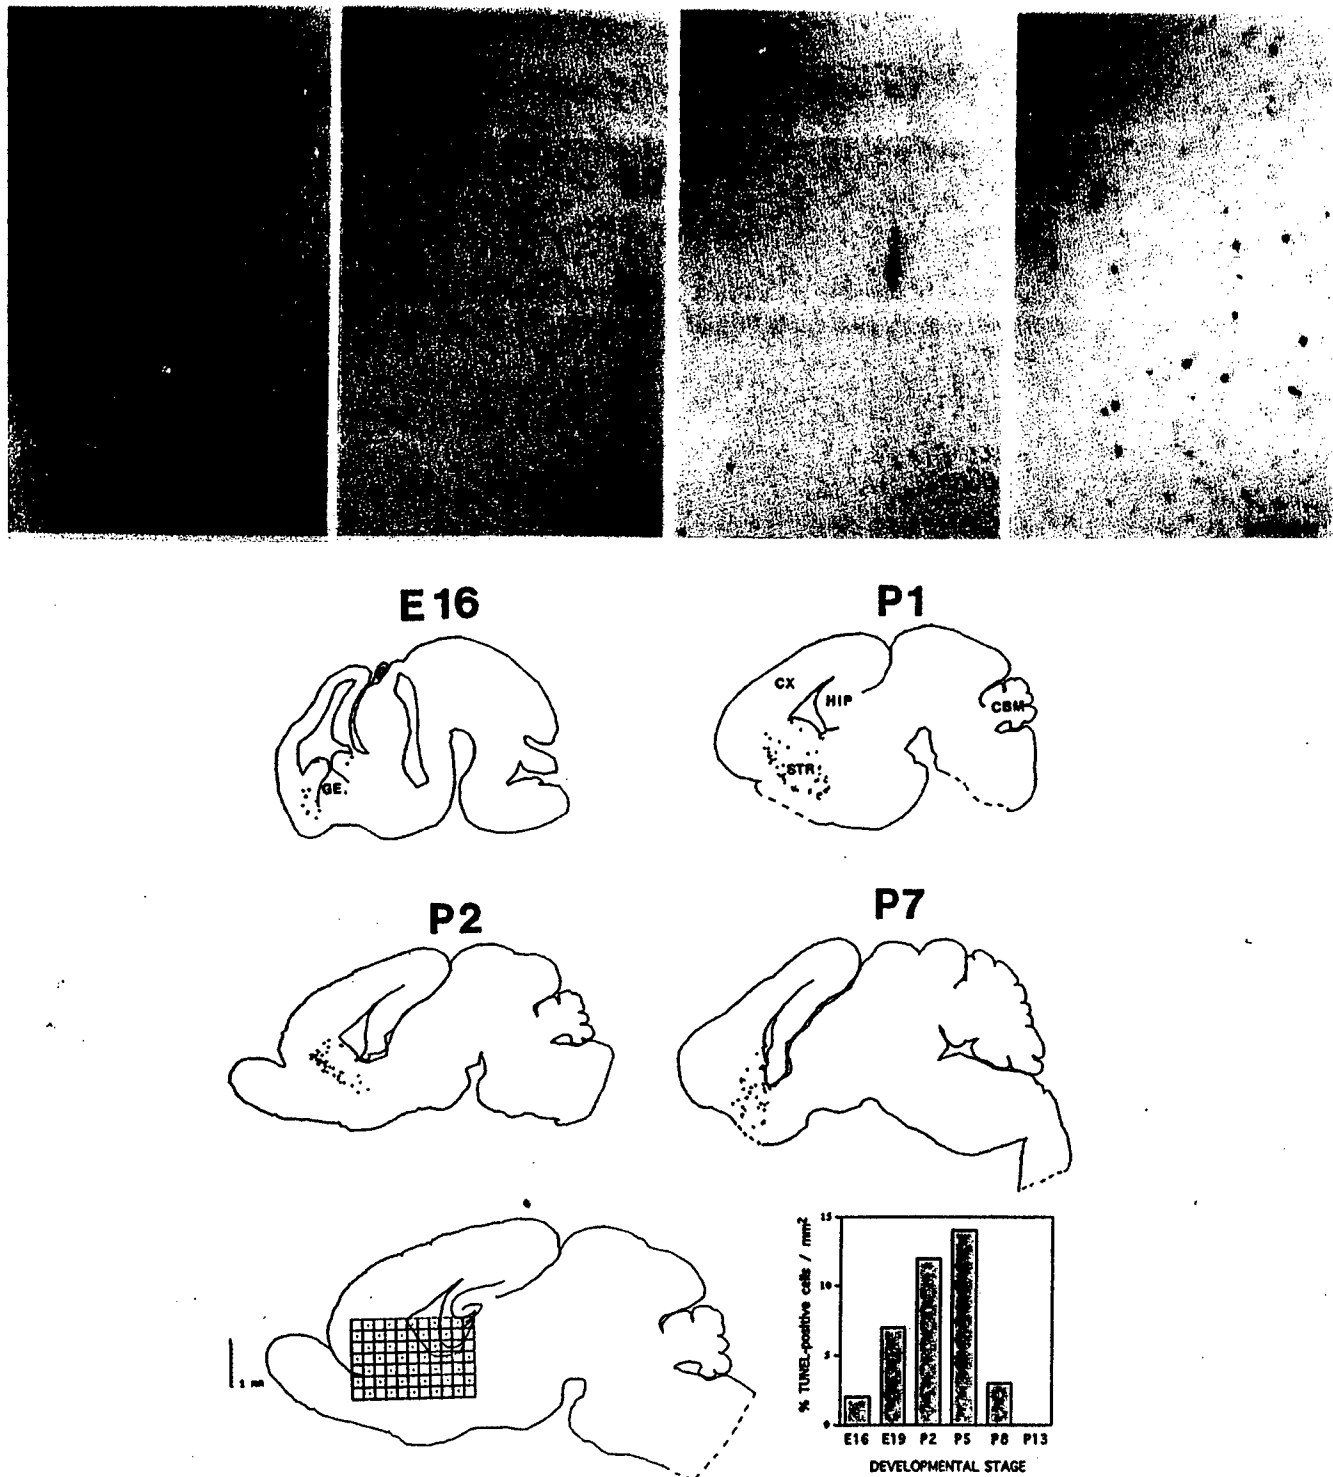 E 16
P1
CX
HIP
CBM
STR
GE
P2
P7
1 mm
% TUNEL-positive cells / mm²
15
10
5
0
E16 E19 P2 P5 P8 P13
DEVELOPMENTAL STAGE